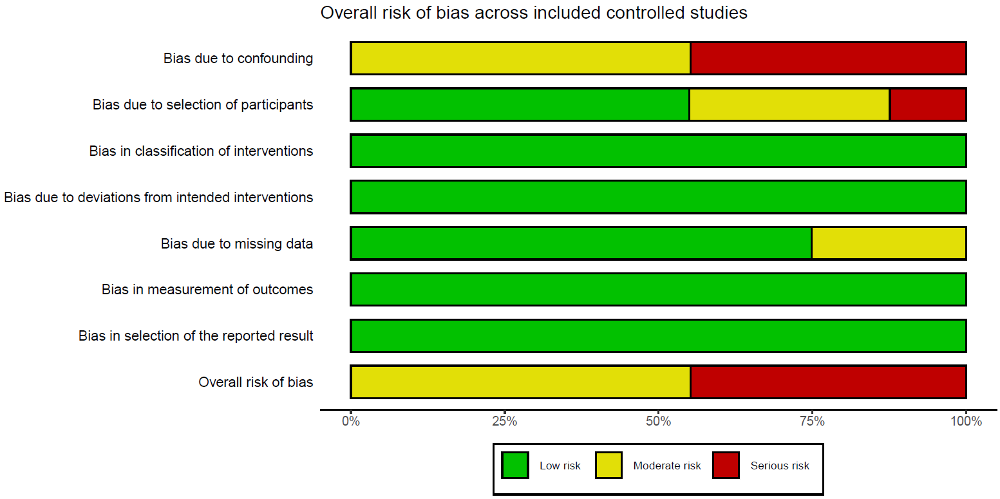 Overall risk of bias across included controlled studies
Bias due to confounding
Bias due to selection of participants
Bias in classification of interventions
Bias due to deviations from intended interventions
Bias due to missing data
Bias in measurement of outcomes
Bias in selection of the reported result
Overall risk of bias
0% 25% 50% 75% 100%
Low risk Moderate risk Serious risk